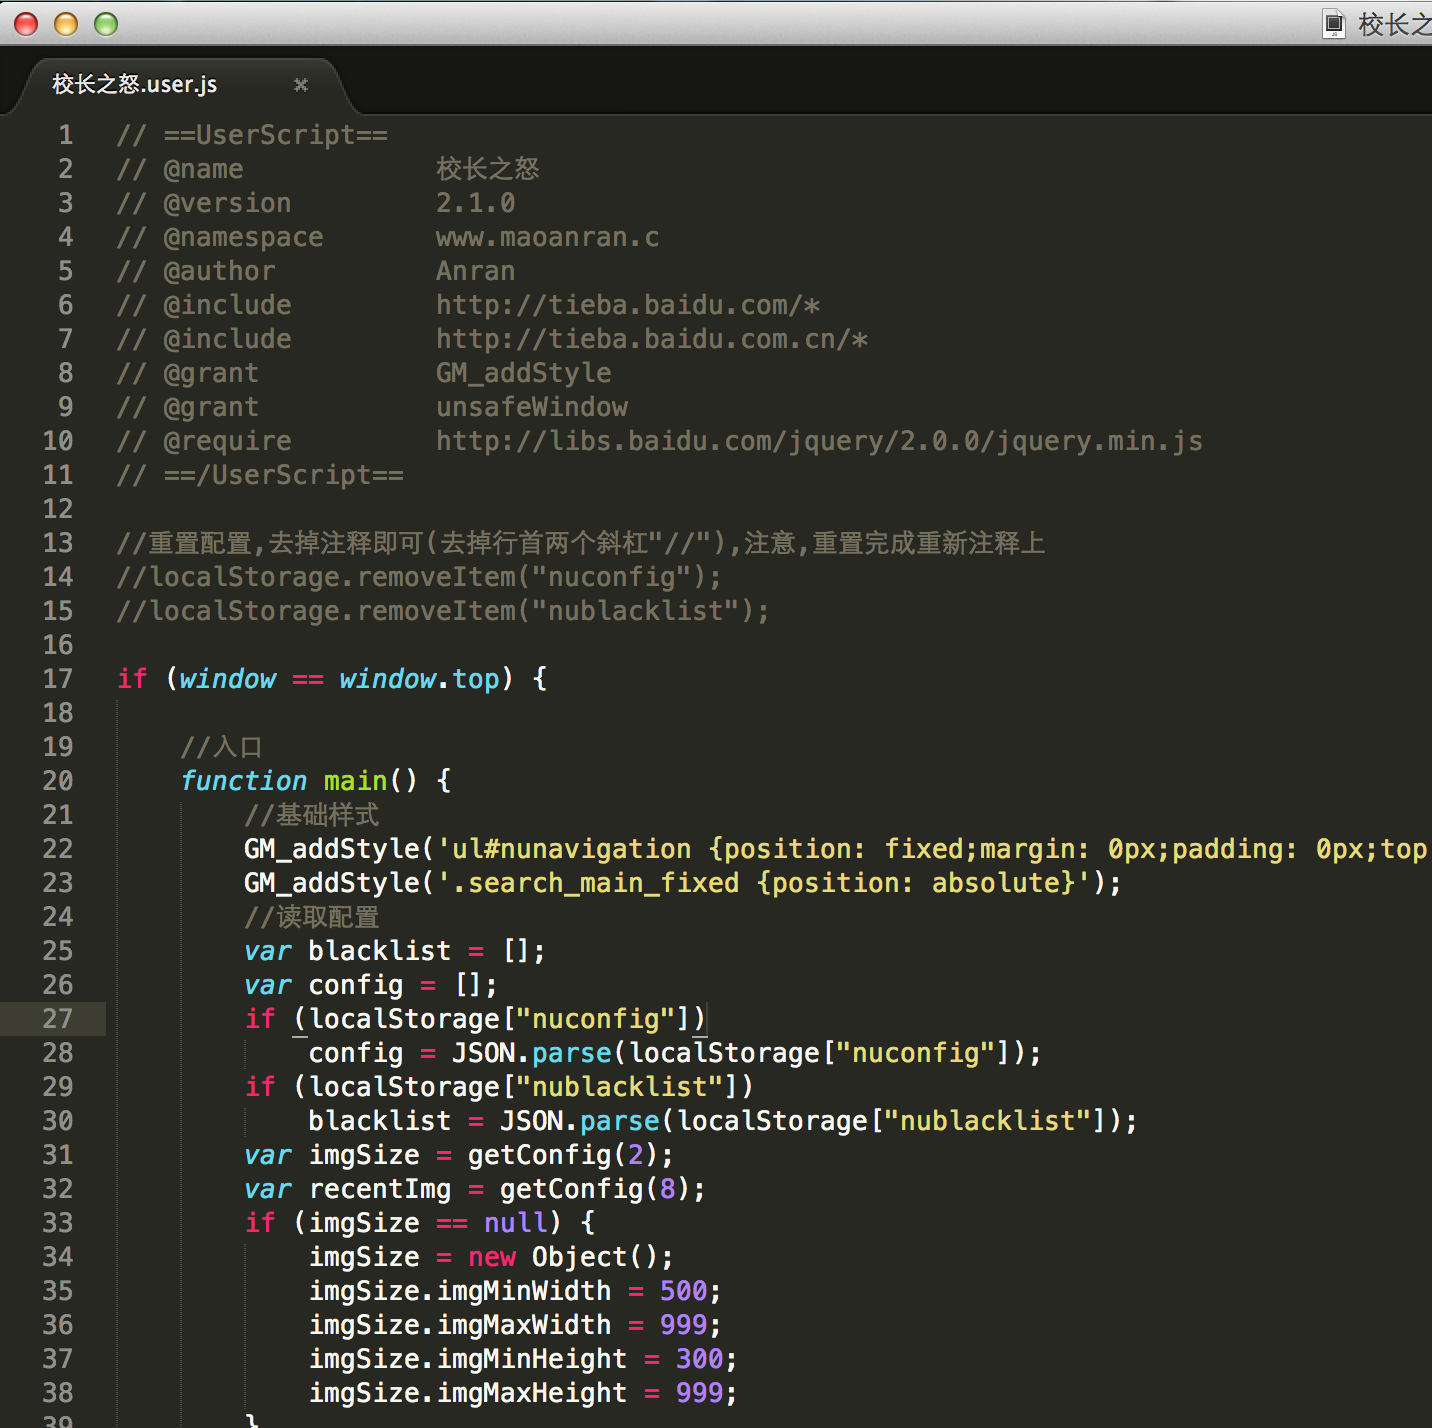 校长之
校长之怒.user.js
1 // ==UserScript==
2 // @name 校长之怒
3 // @version 2.1.0
4 // @namespace www.maoanran.c
5 // @author Anran
6 // @include http://tieba.baidu.com/*
7 // @include http://tieba.baidu.com.cn/*
8 // @grant GM_addStyle
9 // @grant unsafeWindow
10 // @require http://libs.baidu.com/jquery/2.0.0/jquery.min.js
11 // ==/UserScript==
12
13 //重置配置,去掉注释即可(去掉行首两个斜杠"//"),注意,重置完成重新注释上
14 //localStorage.removeItem("nuconfig");
15 //localStorage.removeItem("nublacklist");
16
17 if (window == window.top) {
18
19 //入口
20 function main() {
21 //基础样式
22 GM_addStyle('ul#nunavigation {position: fixed;margin: 0px;padding: 0px;top
23 GM_addStyle('.search_main_fixed {position: absolute}');
24 //读取配置
25 var blacklist = [];
26 var config = [];
27 if (localStorage["nuconfig"])
28 config = JSON.parse(localStorage["nuconfig"]);
29 if (localStorage["nublacklist"])
30 blacklist = JSON.parse(localStorage["nublacklist"]);
31 var imgSize = getConfig(2);
32 var recentImg = getConfig(8);
33 if (imgSize == null) {
34 imgSize = new Object();
35 imgSize.imgMinWidth = 500;
36 imgSize.imgMaxWidth = 999;
37 imgSize.imgMinHeight = 300;
38 imgSize.imgMaxHeight = 999;
39 }